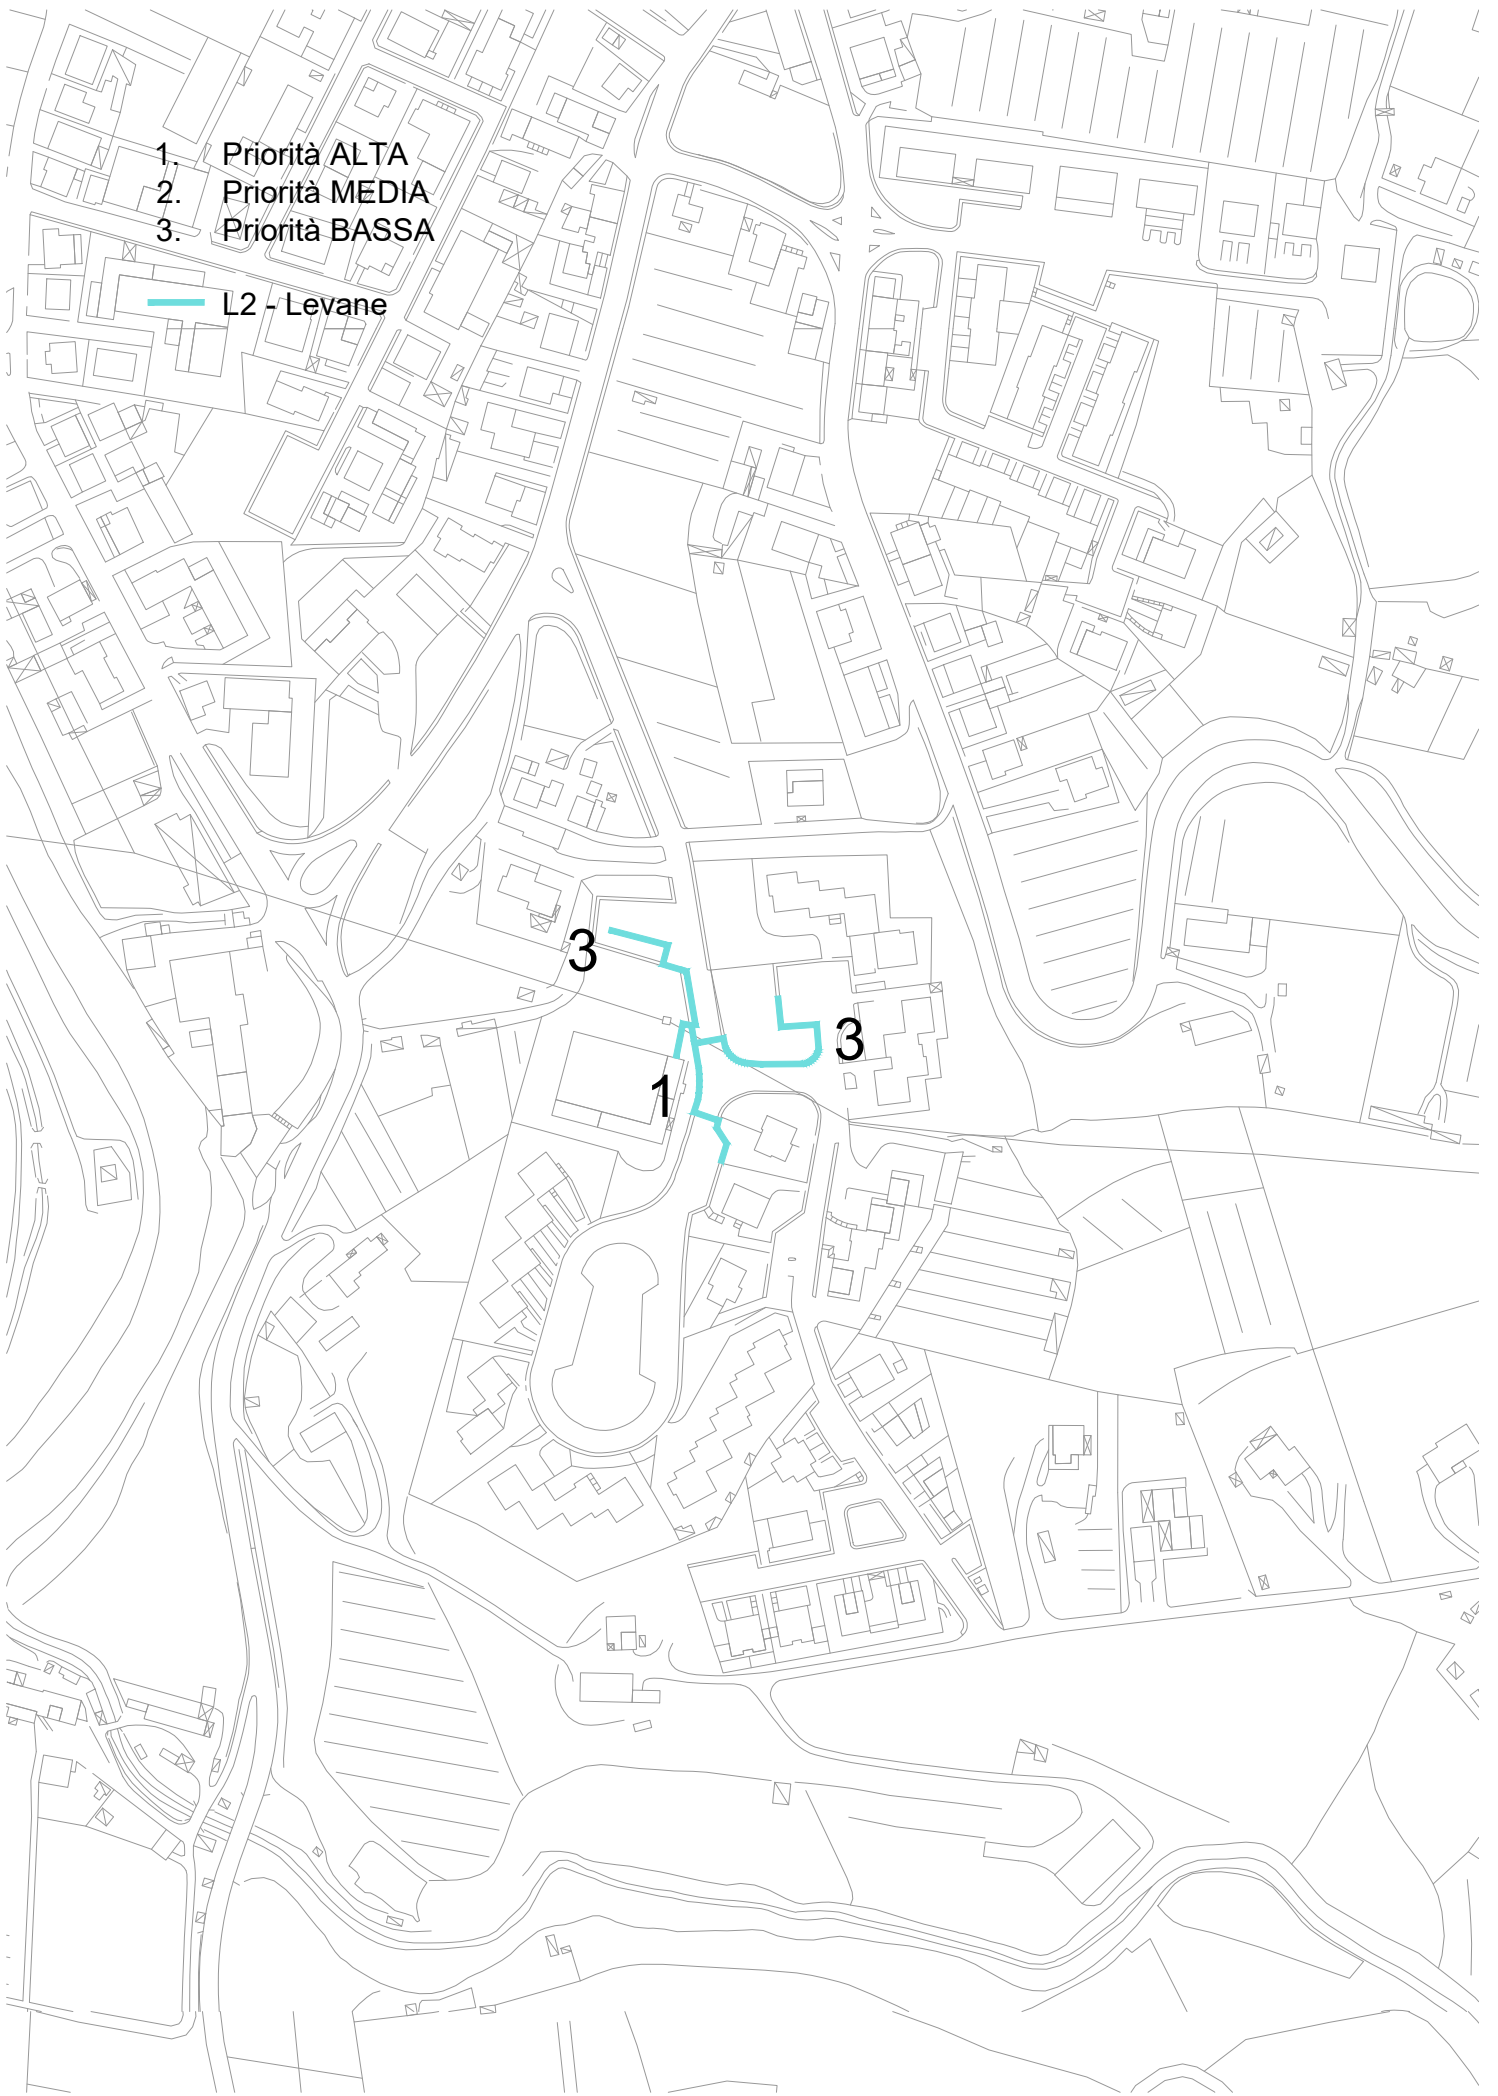 1. Priorità ALTA
2. Priorità MEDIA
3. Priorità BASSA
L2 - Levane
3
3
1